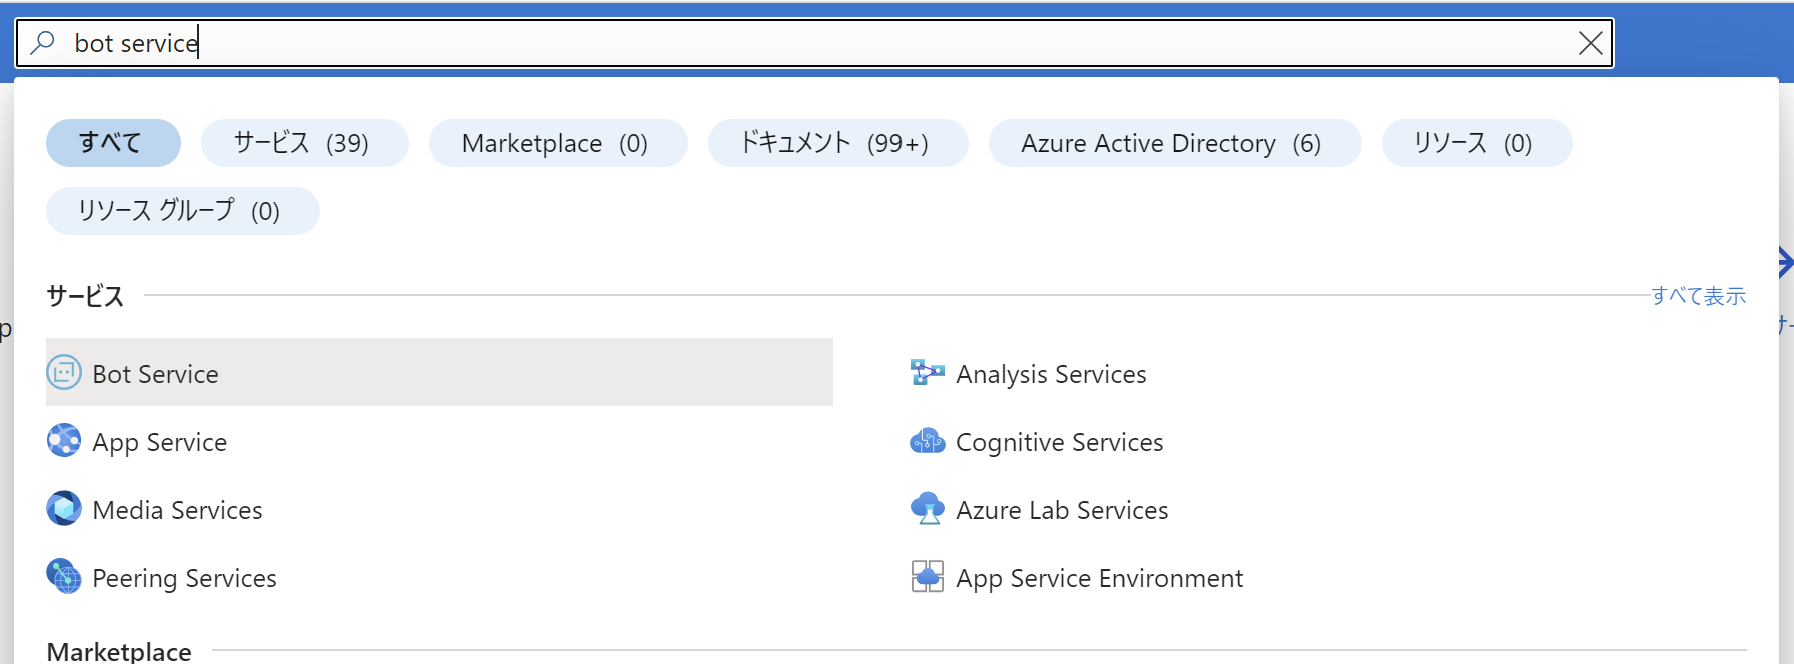 bot service
すべて
サービス (39)
Marketplace (0)
ドキュメント (99+)
Azure Active Directory (6)
リソース (0)
リソース グループ (0)
サービス
すべて表示
Bot Service
Analysis Services
App Service
Cognitive Services
Media Services
Azure Lab Services
Peering Services
App Service Environment
Marketplace